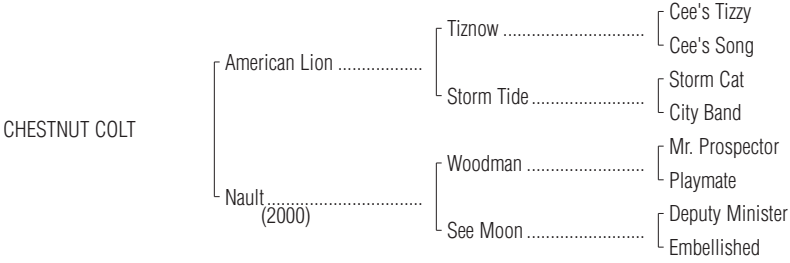 CHESTNUT COLT
American Lion ..................
Nault.................................
(2000)
Tiznow ..............................
Storm Tide........................
Woodman .........................
See Moon .........................
Cee's Tizzy
Cee's Song
Storm Cat
City Band
Mr. Prospector
Playmate
Deputy Minister
Embellished